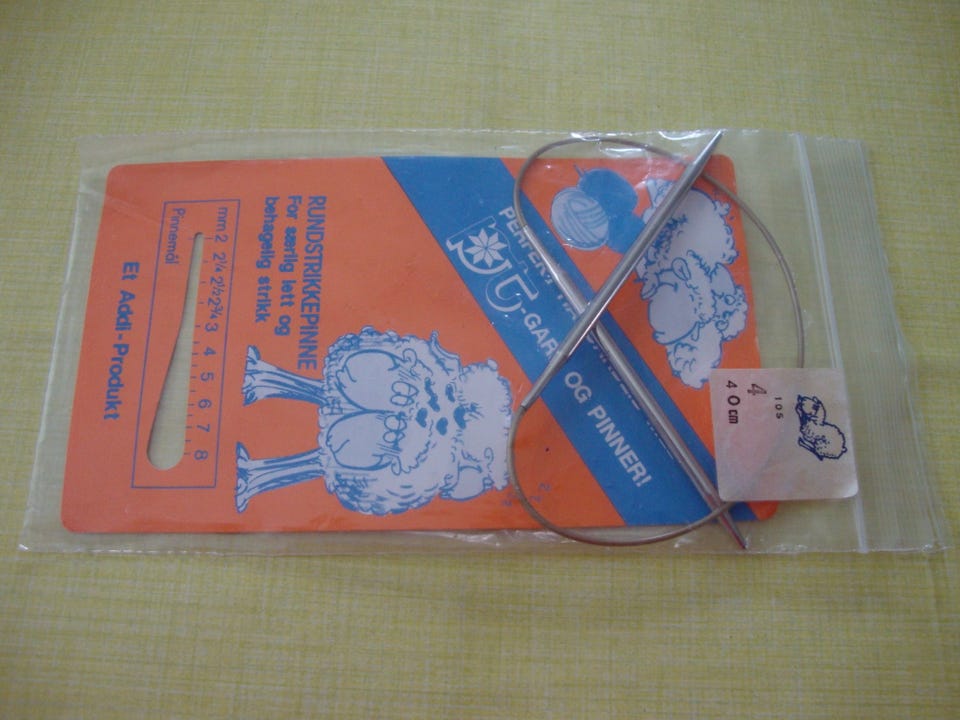 PERFEKT
-GARN OG PINNER!
RUNDSTRIKKEPINNE
For særlig lett og
behagelig strikk
mm 2 2¼ 2½ 2¾ 3 4 5 6 7 8
Pinnemål
Et Addi-Produkt
105
4
40 cm